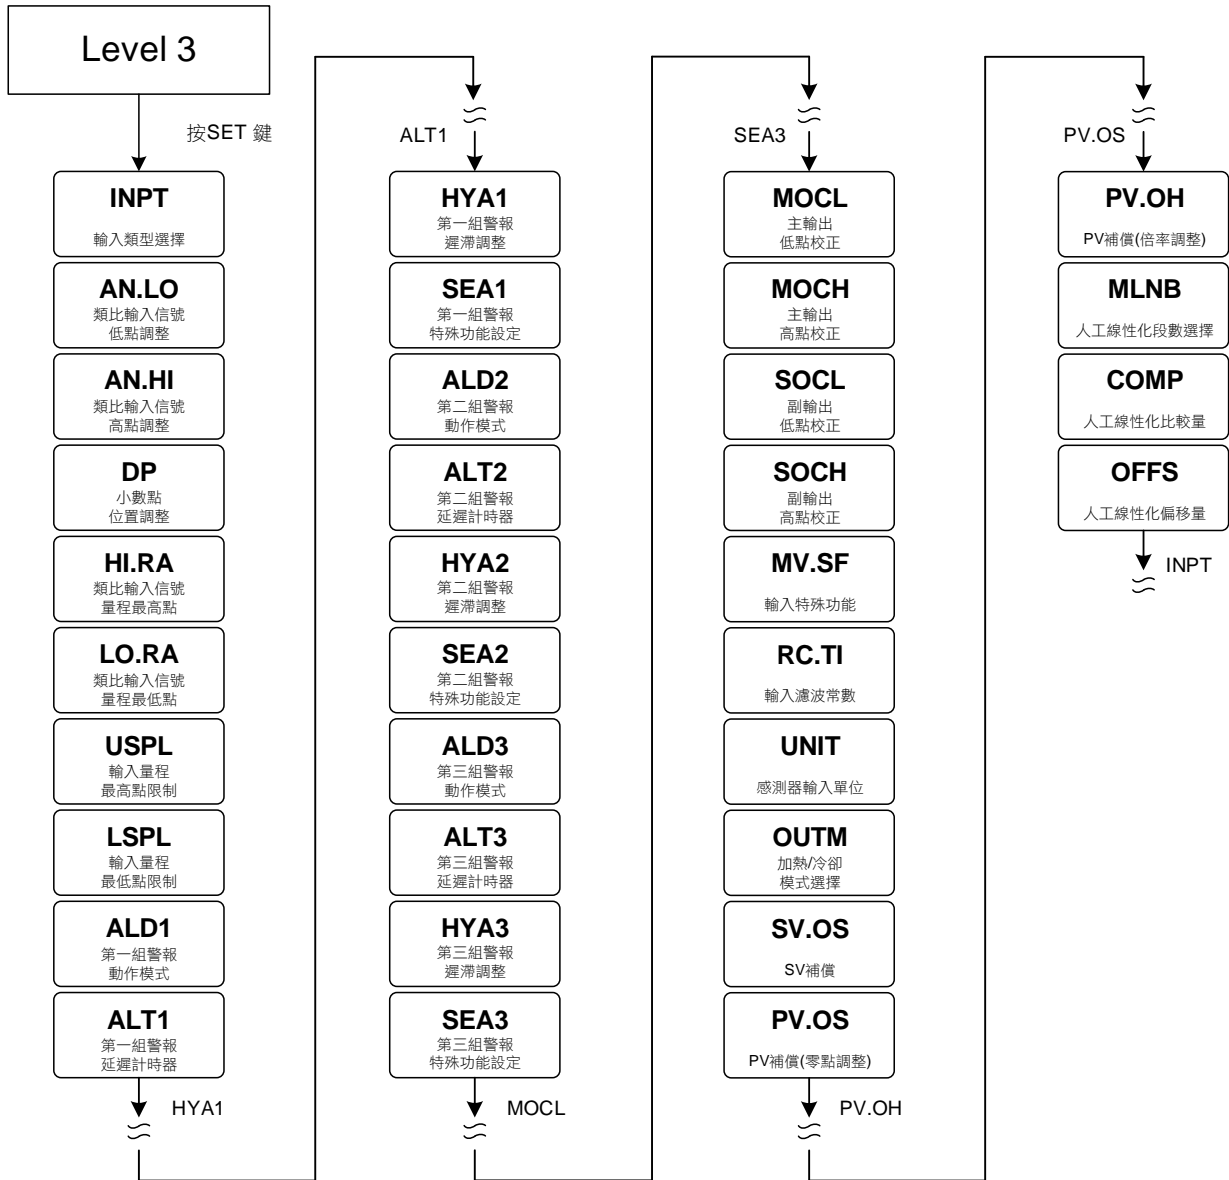 Level 3
按SET 鍵
INPT
輸入類型選擇
AN.LO
類比輸入信號
低點調整
AN.HI
類比輸入信號
高點調整
DP
小數點
位置調整
HI.RA
類比輸入信號
量程最高點
LO.RA
類比輸入信號
量程最低點
USPL
輸入量程
最高點限制
LSPL
輸入量程
最低點限制
ALD1
第一組警報
動作模式
ALT1
第一組警報
延遲計時器
HYA1
ALT1
HYA1
第一組警報
遲滯調整
SEA1
第一組警報
特殊功能設定
ALD2
第二組警報
動作模式
ALT2
第二組警報
延遲計時器
HYA2
第二組警報
遲滯調整
SEA2
第二組警報
特殊功能設定
ALD3
第三組警報
動作模式
ALT3
第三組警報
延遲計時器
HYA3
第三組警報
遲滯調整
SEA3
第三組警報
特殊功能設定
MOCL
SEA3
MOCL
主輸出
低點校正
MOCH
主輸出
高點校正
SOCL
副輸出
低點校正
SOCH
副輸出
高點校正
MV.SF
輸入特殊功能
RC.TI
輸入濾波常數
UNIT
感測器輸入單位
OUTM
加熱/冷卻
模式選擇
SV.OS
SV補償
PV.OS
PV補償(零點調整)
PV.OH
PV.OS
PV.OH
PV補償(倍率調整)
MLNB
人工線性化段數選擇
COMP
人工線性化比較量
OFFS
人工線性化偏移量
INPT